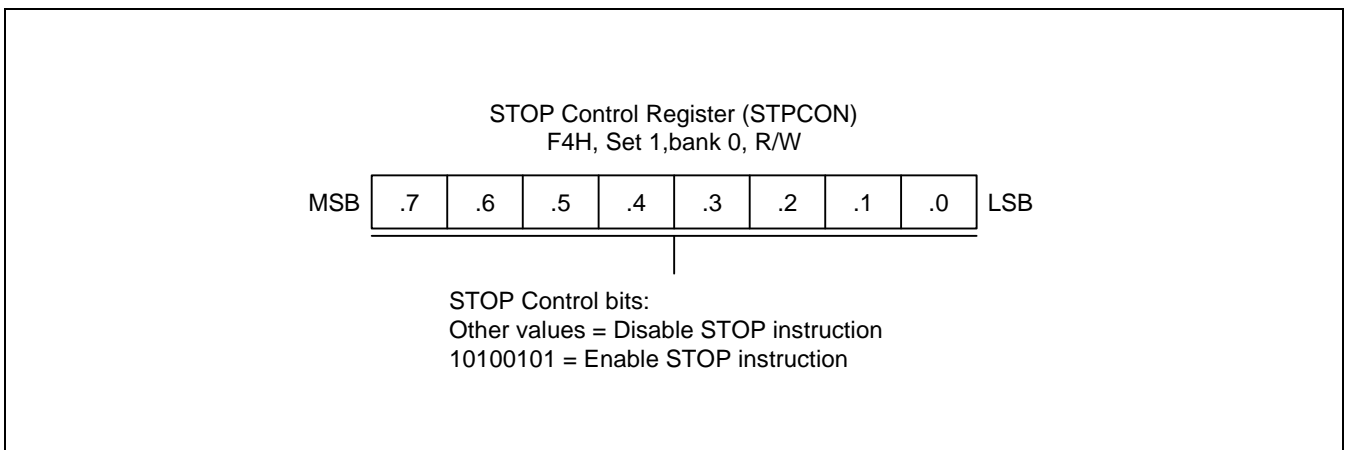 STOP Control Register (STPCON)
F4H, Set 1,bank 0, R/W
MSB .7 .6 .5 .4 .3 .2 .1 .0 LSB
STOP Control bits:
Other values = Disable STOP instruction
10100101 = Enable STOP instruction